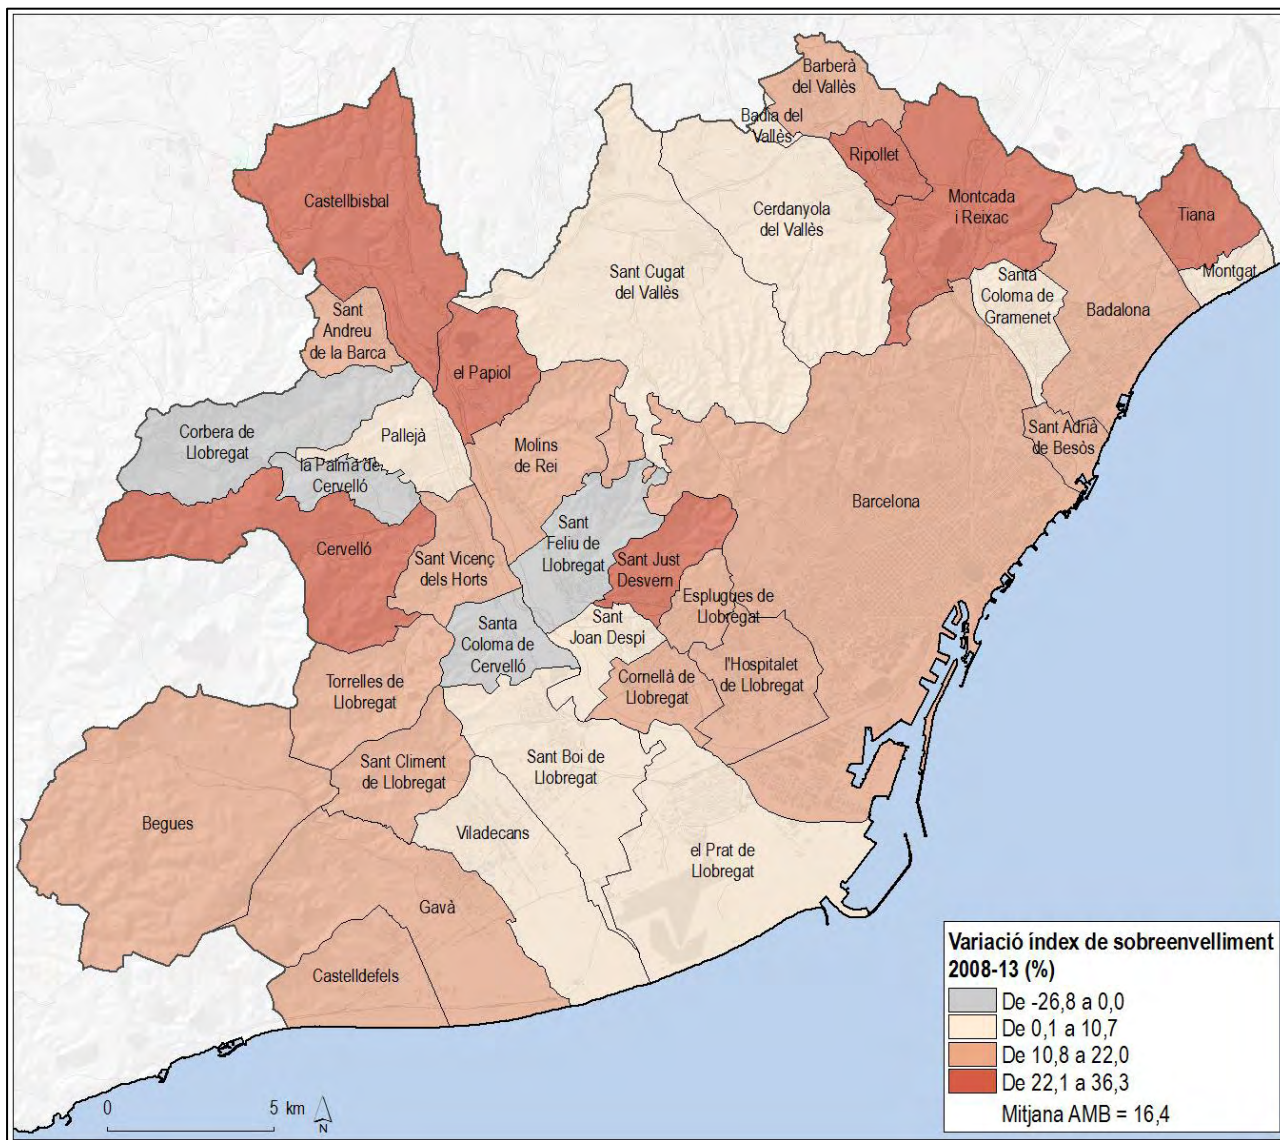 Barberà
del Vallès
Badia del
Vallès
Ripollet
Castellbisbal
Montcada
i Reixac
Tiana
Cerdanyola
del Vallès
Sant Cugat
del Vallès
Montgat
Santa
Coloma de
Gramenet
Badalona
Sant
Andreu
de la Barca
el Papiol
Corbera de
Llobregat
Pallejà
Molins
de Rei
Sant Adrià
de Besòs
la Palma de
Cervelló
Barcelona
Cervelló
Sant Vicenç
dels Horts
Sant
Feliu de
Llobregat
Sant Just
Desvern
Esplugues de
Llobregat
Santa
Coloma de
Cervelló
Sant
Joan Despi
l'Hospitalet
de Llobregat
Cornellà de
Llobregat
Torrelles de
Llobregat
Sant Climent
de Llobregat
Sant Boi de
Llobregat
Begues
Viladecans
el Prat de
Llobregat
Gavà
Castelldefels
Variació índex de sobreenvelliment
2008-13 (%)
De -26,8 a 0,0
De 0,1 a 10,7
De 10,8 a 22,0
De 22,1 a 36,3
Mitjana AMB = 16,4
0 5 km
N